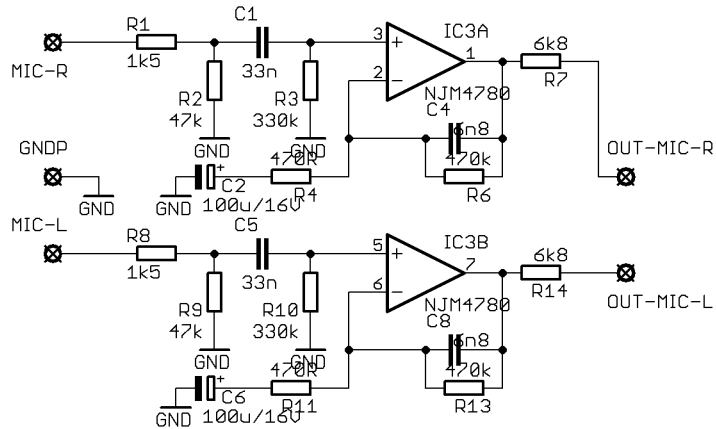 C1
R1
1k5
MIC-R
33n
R2
47k
R3
330k
3
2
1
IC3A
NJM4780
6k8
R7
C4
6n8
GND
GND
GNDP
470R
470k
OUT-MIC-R
GND
GND
C2
100u/16V
R4
R6
MIC-L
C5
R8
1k5
33n
R9
47k
R10
330k
5
6
7
IC3B
NJM4780
6k8
R14
OUT-MIC-L
C8
6n8
GND
GND
470R
470k
GND
C6
100u/16V
R11
R13